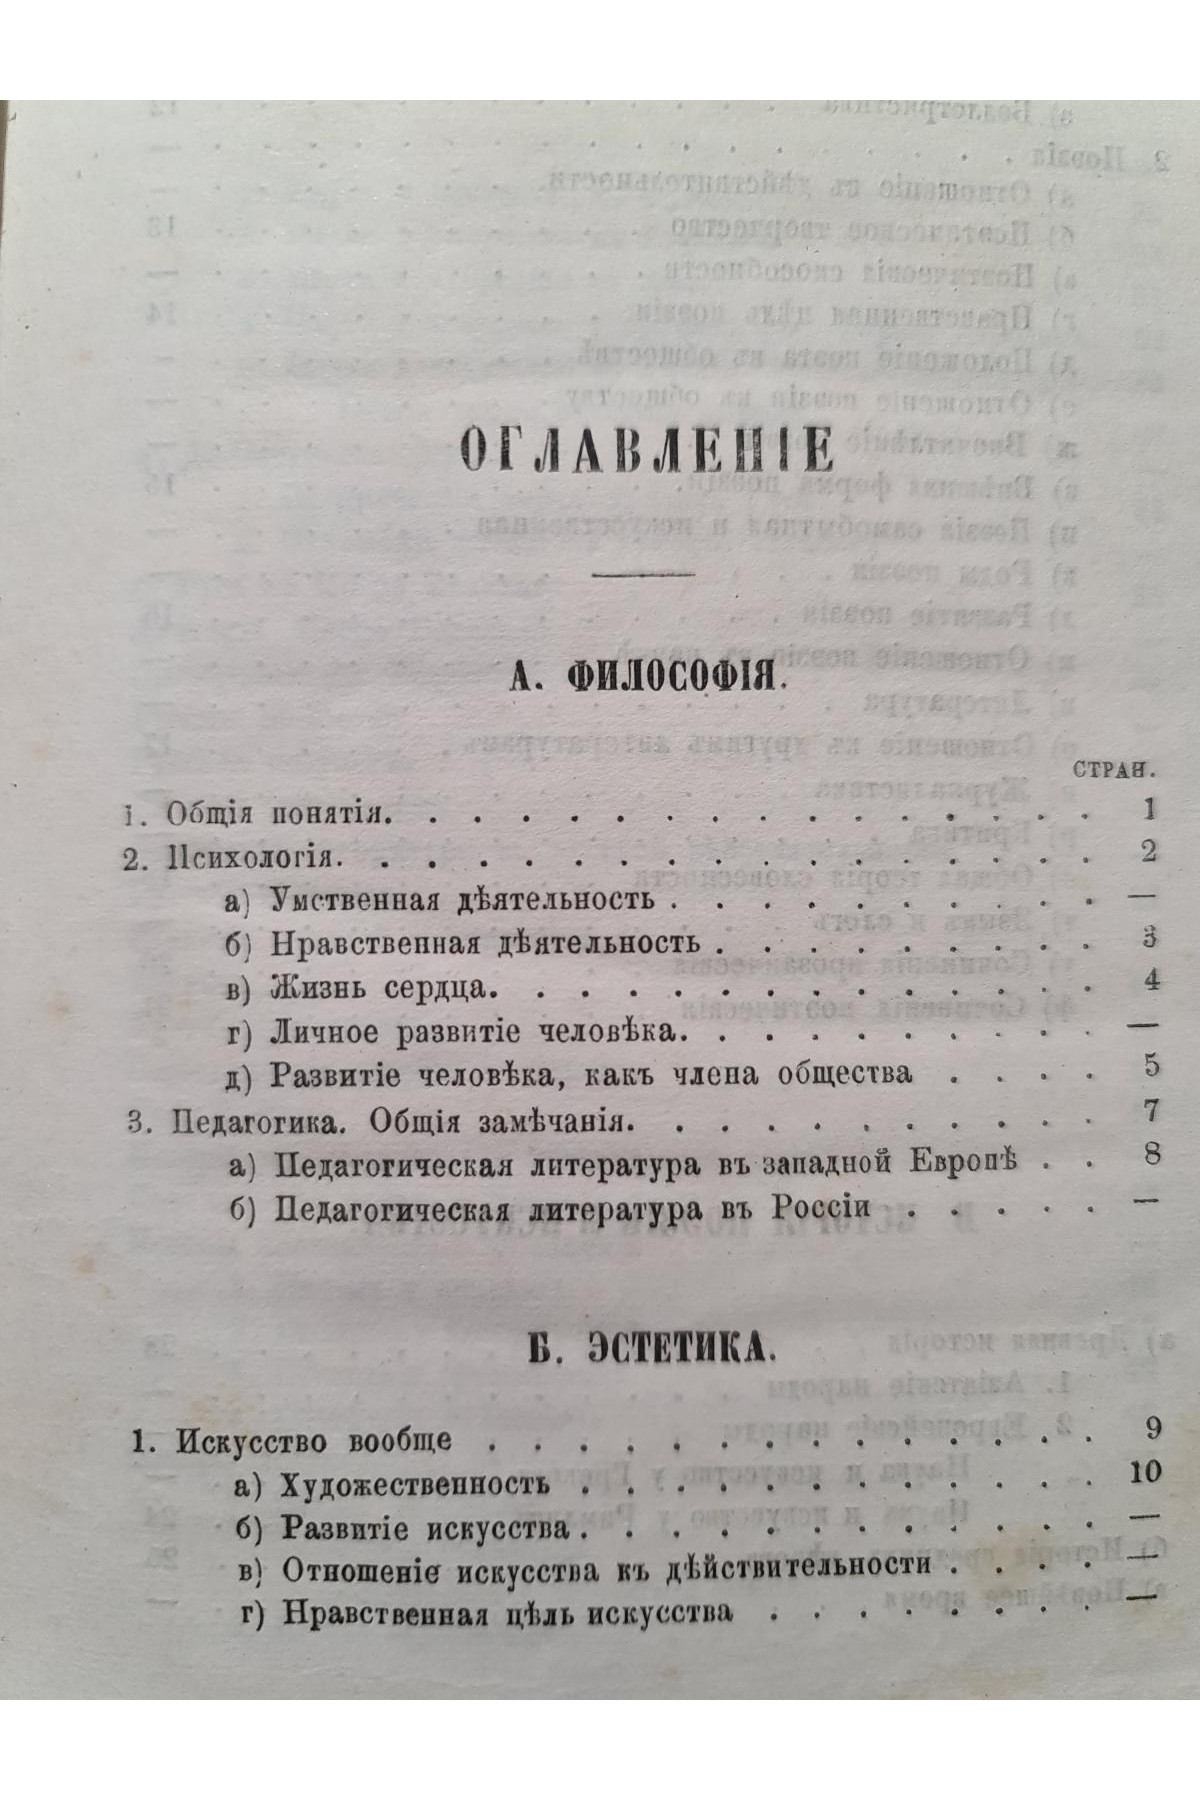 ОГЛАВЛЕНІЕ
А. ФИЛОСОФІЯ.
СТРАН.
1. Общія понятія. . . . . . . . . . . . . . . . 1
2. Психологія. . . . . . . . . . . . . . . . . 2
а) Умственная дѣятельность . . . . . . . . . . —
б) Нравственная дѣятельность . . . . . . . . . 3
в) Жизнь сердца. . . . . . . . . . . . . . . 4
г) Личное развитіе человѣка. . . . . . . . . . —
д) Развитіе человѣка, какъ члена общества . . . . 5
3. Педагогика. Общія замѣчанія. . . . . . . . . . . 7
а) Педагогическая литература въ западной Европѣ . . 8
б) Педагогическая литература въ Россіи . . . . . —
Б. ЭСТЕТИКА.
1. Искусство вообще . . . . . . . . . . . . . . 9
а) Художественность . . . . . . . . . . . . 10
б) Развитіе искусства . . . . . . . . . . . . —
в) Отношеніе искусства къ дѣйствительности . . . . —
г) Нравственная цѣль искусства . . . . . . . . —